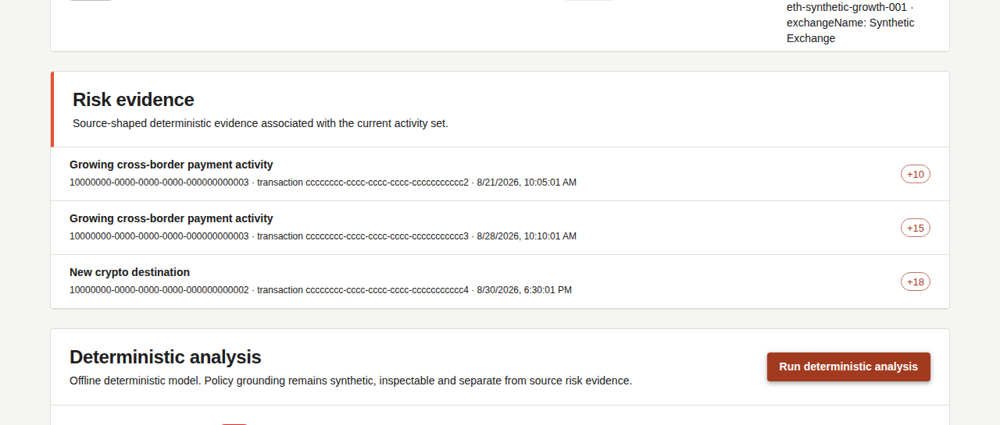 eth-synthetic-growth-001 ·
exchangeName: Synthetic
Exchange
Risk evidence
Source-shaped deterministic evidence associated with the current activity set.
Growing cross-border payment activity
10000000-0000-0000-0000-000000000003 · transaction cccccccc-cccc-cccc-cccc-ccccccccccc2 · 8/21/2026, 10:05:01 AM
+10
Growing cross-border payment activity
10000000-0000-0000-0000-000000000003 · transaction cccccccc-cccc-cccc-cccc-ccccccccccc3 · 8/28/2026, 10:10:01 AM
+15
New crypto destination
10000000-0000-0000-0000-000000000002 · transaction cccccccc-cccc-cccc-cccc-ccccccccccc4 · 8/30/2026, 6:30:01 PM
+18
Deterministic analysis
Run deterministic analysis
Offline deterministic model. Policy grounding remains synthetic, inspectable and separate from source risk evidence.